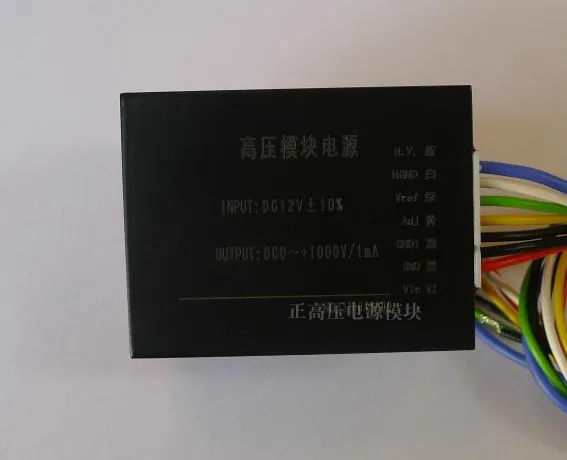 高压模块电源
H.V. 蓝
HGND 白
Vref 绿
INPUT:DC12V±10%
Adj 黄
GND1 黑
OUTPUT:DC0～+1000V/1mA
GND 黑
Vin 红
正高压电源模块